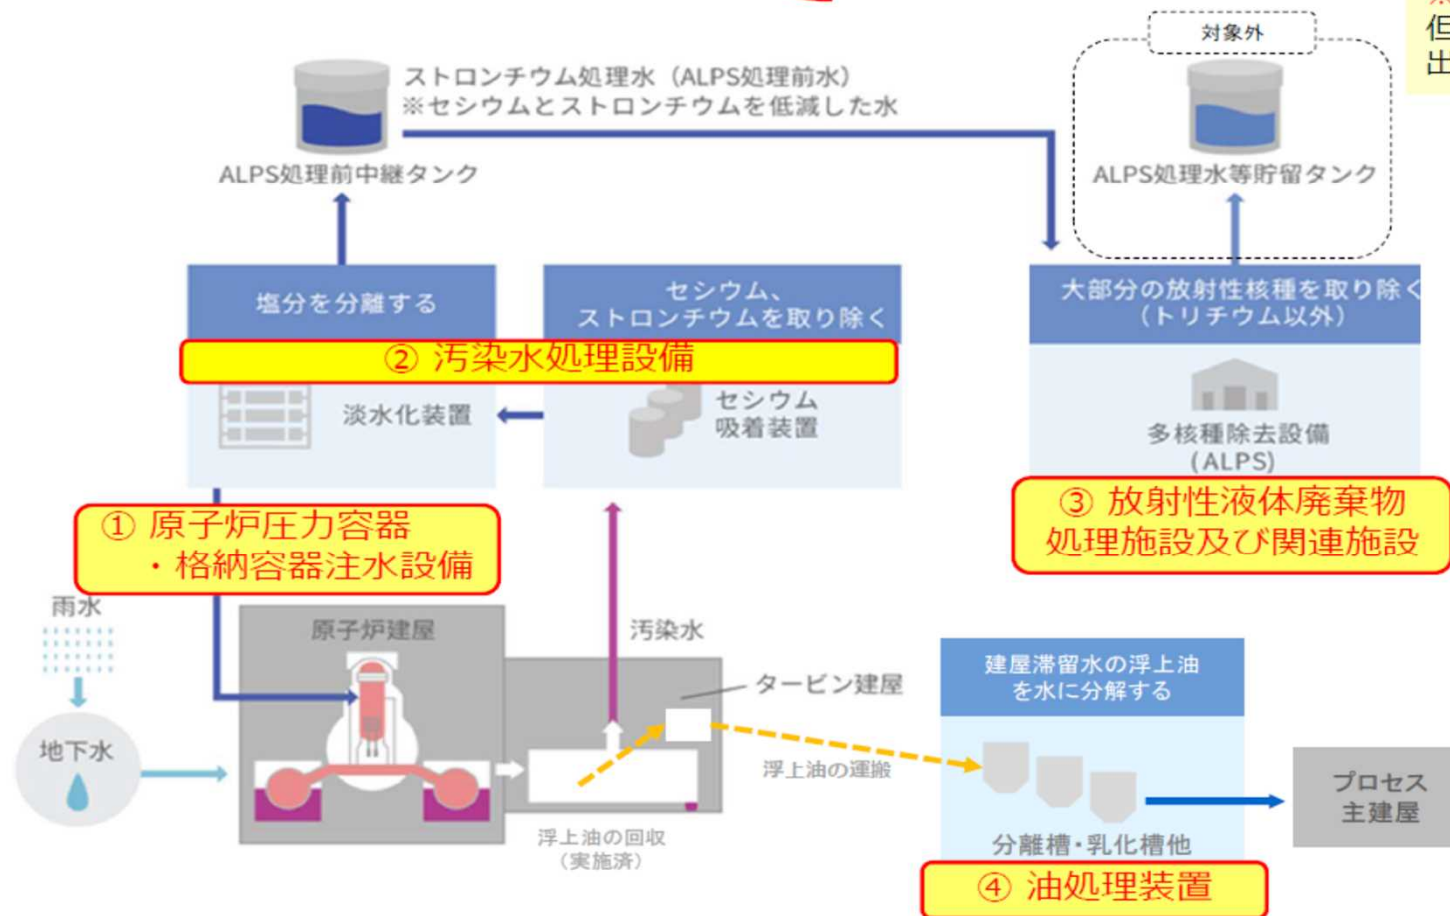 ※
但
出
対象外
ストロンチウム処理水（ALPS処理前水）
※セシウムとストロンチウムを低減した水
ALPS処理前中継タンク
ALPS処理水等貯留タンク
塩分を分離する
セシウム、
ストロンチウムを取り除く
大部分の放射性核種を取り除く
（トリチウム以外）
② 汚染水処理設備
淡水化装置
セシウム
吸着装置
多核種除去設備
(ALPS)
① 原子炉圧力容器
・格納容器注水設備
③ 放射性液体廃棄物
処理施設及び関連施設
雨水
原子炉建屋
汚染水
タービン建屋
建屋滞留水の浮上油
を水に分解する
地下水
浮上油の運搬
プロセス
主建屋
浮上油の回収
（実施済）
分離槽・乳化槽他
④ 油処理装置